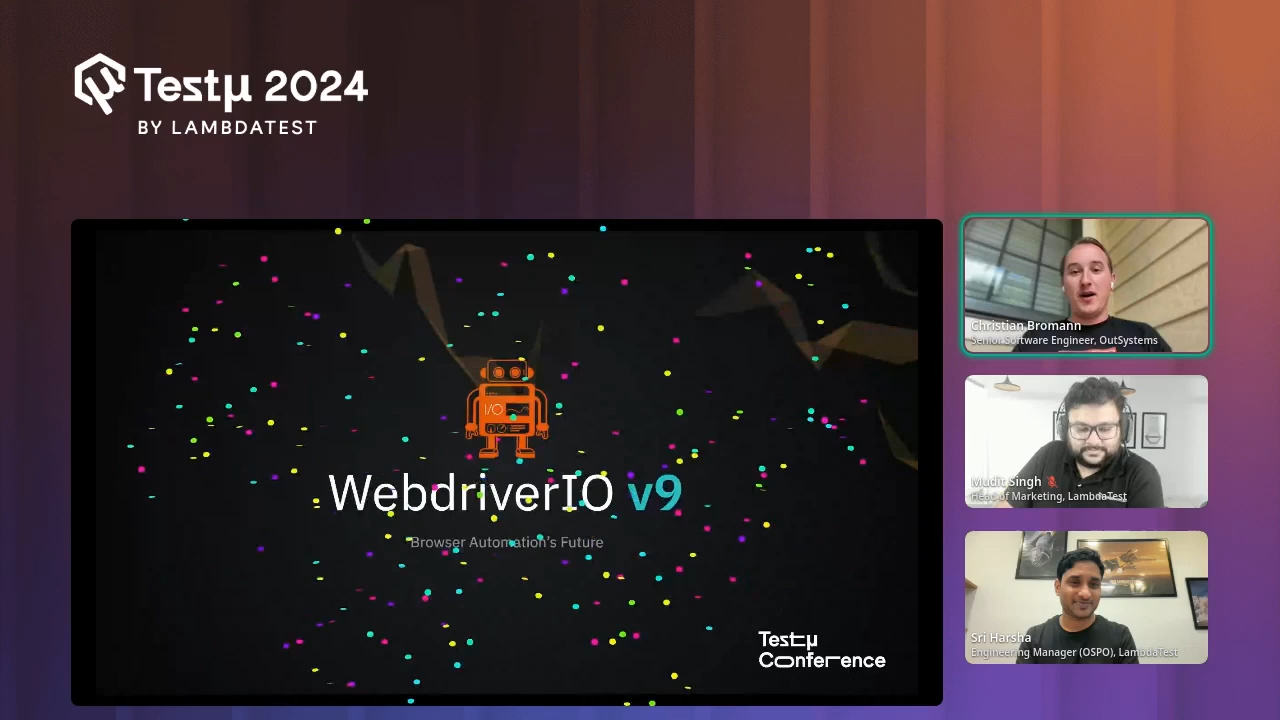 Testμ 2024
BY LAMBDATEST
I/O
WebdriverIO v9
Browser Automation's Future
Testμ
Conference
Christian Bromann
Senior Software Engineer, OutSystems
Mudit Singh
Head of Marketing, LambdaTest
Sri Harsha
Engineering Manager (OSPO), LambdaTest